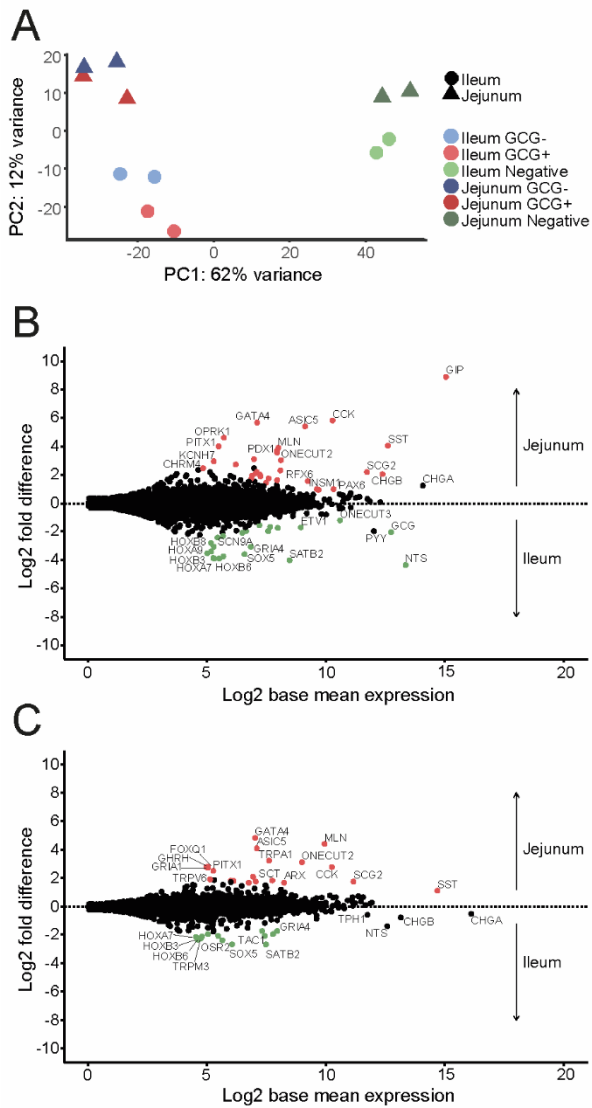 A
20
10
0
-10
-20
PC2: 12% variance
-20
0
20
40
PC1: 62% variance
Ileum
Jejunum
Ileum GCG-
Ileum GCG+
Ileum Negative
Jejunum GCG-
Jejunum GCG+
Jejunum Negative
B
10
8
6
4
2
0
-2
-4
-6
-8
-10
Log2 fold difference
GIP
GATA4
ASIC5
CCK
OPRK1
PITX1
PDX1
MLN
SST
KCNH7
ONECUT2
CHRM4
RFX6
SCG2
INSM1
PAX6
CHGB
CHGA
ETV1
ONECUT3
PYY
GCG
HOXB8
SCN9A
HOXA9
GRIA4
HOXB3
SOX5
SATB2
NTS
HOXA7
HOXB6
Jejunum
Ileum
0
5
10
15
20
Log2 base mean expression
C
10
8
6
4
2
0
-2
-4
-6
-8
-10
Log2 fold difference
GATA4
ASIC5
MLN
FOXQ1
TRPA1
ONECUT2
GHRH
GRIA1
PITX1
TRPV6
SCT
ARX
CCK
SCG2
SST
TPH1
CHGB
CHGA
NTS
HOXA7
GRIA4
HOXB3
TAC1
HOXB6
OSR2
SOX5
SATB2
TRPM3
Jejunum
Ileum
0
5
10
15
20
Log2 base mean expression